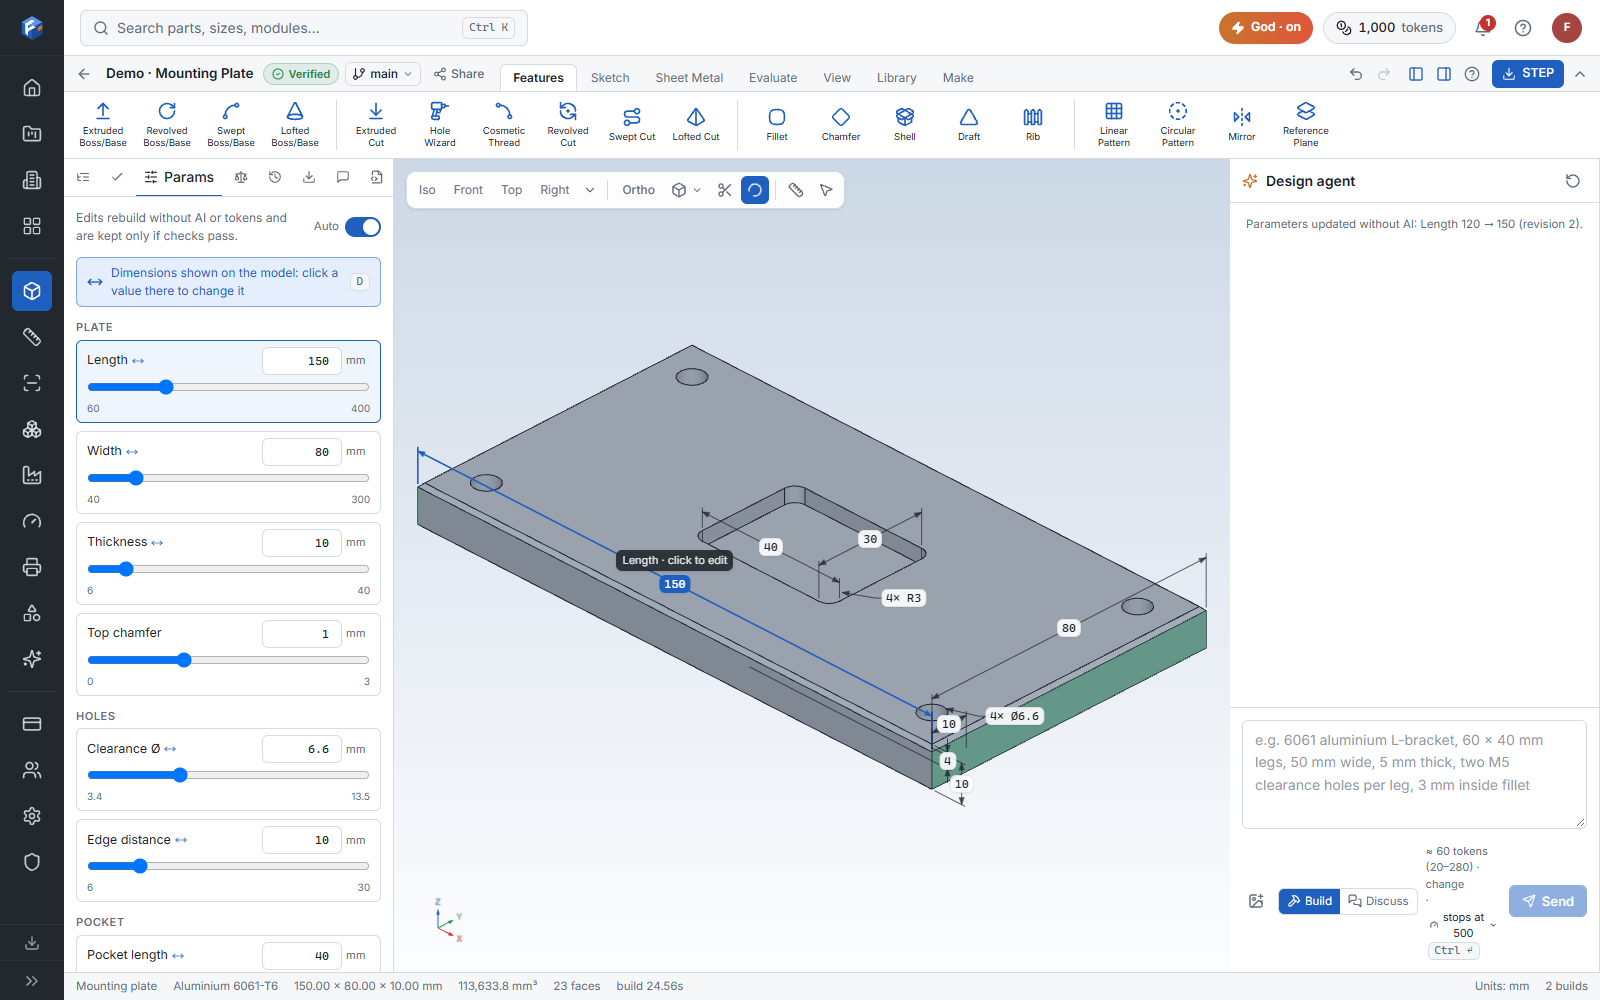 Search parts, sizes, modules...
Ctrl K
God · on
1,000 tokens
1
F
Demo · Mounting Plate
Verified
main
Share
Features
Sketch
Sheet Metal
Evaluate
View
Library
Make
STEP
Extruded Boss/Base
Revolved Boss/Base
Swept Boss/Base
Lofted Boss/Base
Extruded Cut
Hole Wizard
Cosmetic Thread
Revolved Cut
Swept Cut
Lofted Cut
Fillet
Chamfer
Shell
Draft
Rib
Linear Pattern
Circular Pattern
Mirror
Reference Plane
Params
Edits rebuild without AI or tokens and
are kept only if checks pass.
Auto
Dimensions shown on the model: click a
value there to change it
D
PLATE
Length
150 mm
60
400
Width
80 mm
40
300
Thickness
10 mm
6
40
Top chamfer
1 mm
0
3
HOLES
Clearance Ø
6.6 mm
3.4
13.5
Edge distance
10 mm
6
30
POCKET
Pocket length
40 mm
Iso
Front
Top
Right
Ortho
40
30
Length · click to edit
150
4× R3
80
4× Ø6.6
10
4
10
Z
Y
X
Design agent
Parameters updated without AI: Length 120 → 150 (revision 2).
e.g. 6061 aluminium L-bracket, 60 × 40 mm
legs, 50 mm wide, 5 mm thick, two M5
clearance holes per leg, 3 mm inside fillet
Build
Discuss
≈ 60 tokens
(20–280) ·
change
·
stops at
500
Ctrl ⏎
Send
Mounting plate
Aluminium 6061-T6
150.00 × 80.00 × 10.00 mm
113,633.8 mm³
23 faces
build 24.56s
Units: mm
2 builds